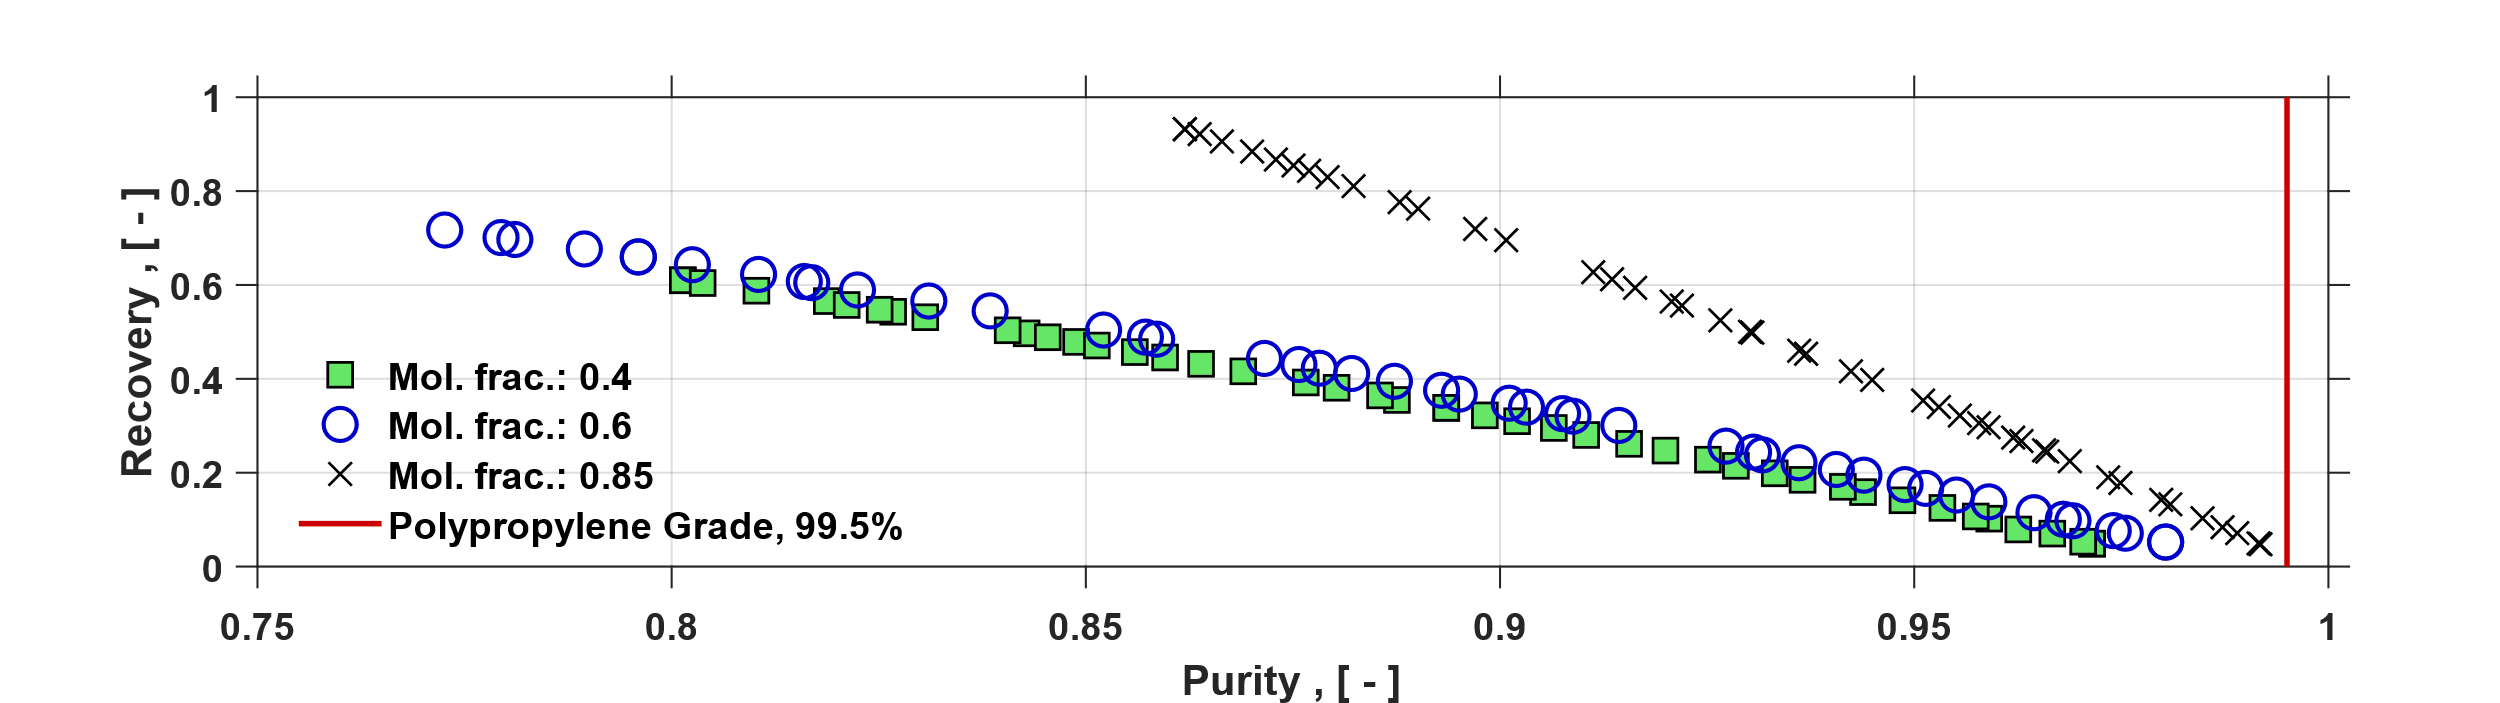 1
0.8
0.6
0.4
0.2
0
Recovery , [ - ]
Mol. frac.: 0.4
Mol. frac.: 0.6
Mol. frac.: 0.85
Polypropylene Grade, 99.5%
0.75 0.8 0.85 0.9 0.95 1
Purity , [ - ]